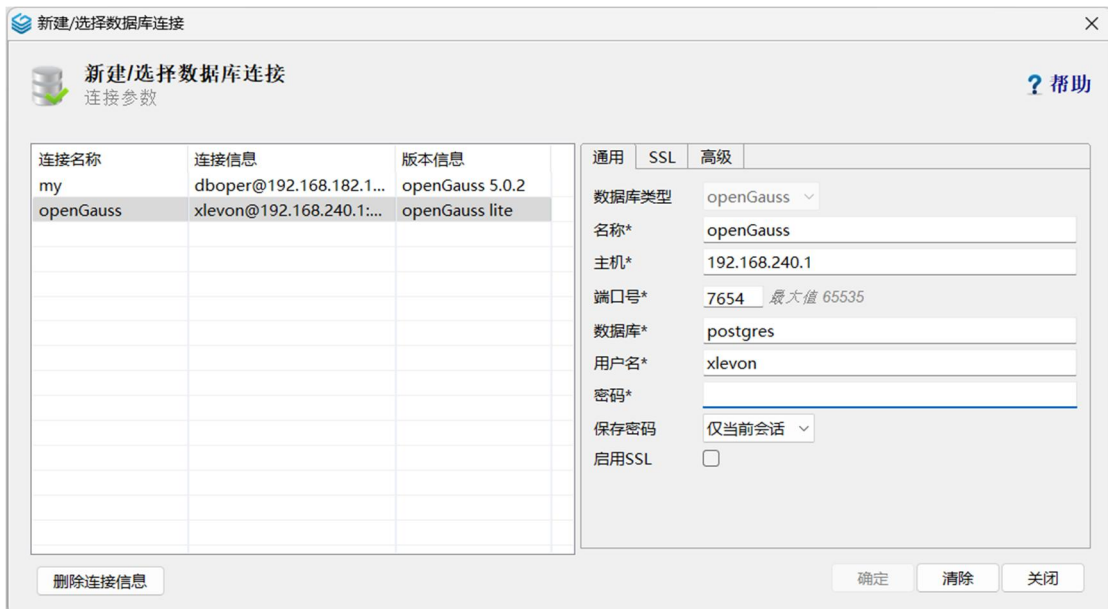 新建/选择数据库连接
新建/选择数据库连接
连接参数
? 帮助
连接名称 连接信息 版本信息
my dboper@192.168.182.1... openGauss 5.0.2
openGauss xlevon@192.168.240.1:... openGauss lite
通用 SSL 高级
数据库类型 openGauss
名称* openGauss
主机* 192.168.240.1
端口号* 7654 最大值 65535
数据库* postgres
用户名* xlevon
密码*
保存密码 仅当前会话
启用SSL
删除连接信息
确定 清除 关闭